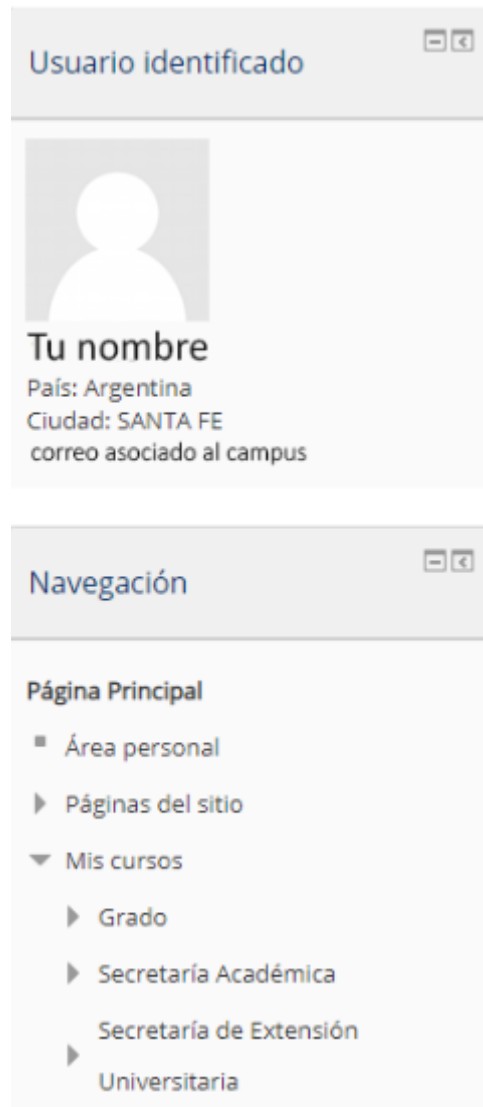 Usuario identificado
Tu nombre
País: Argentina
Ciudad: SANTA FE
correo asociado al campus
Navegación
Página Principal
Área personal
Páginas del sitio
Mis cursos
Grado
Secretaría Académica
Secretaría de Extensión
Universitaria